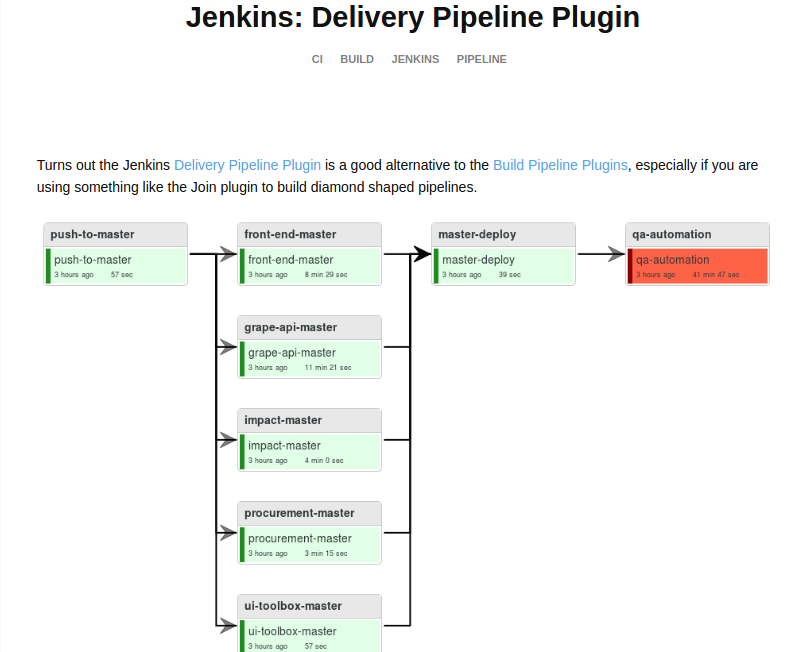 Jenkins: Delivery Pipeline Plugin
CI BUILD JENKINS PIPELINE
Turns out the Jenkins Delivery Pipeline Plugin is a good alternative to the Build Pipeline Plugins, especially if you are
using something like the Join plugin to build diamond shaped pipelines.
push-to-master
push-to-master
3 hours ago 57 sec
front-end-master
front-end-master
3 hours ago 8 min 29 sec
master-deploy
master-deploy
3 hours ago 39 sec
qa-automation
qa-automation
3 hours ago 41 min 47 sec
grape-api-master
grape-api-master
3 hours ago 11 min 21 sec
impact-master
impact-master
3 hours ago 4 min 0 sec
procurement-master
procurement-master
3 hours ago 3 min 15 sec
ui-toolbox-master
ui-toolbox-master
3 hours ago 57 sec